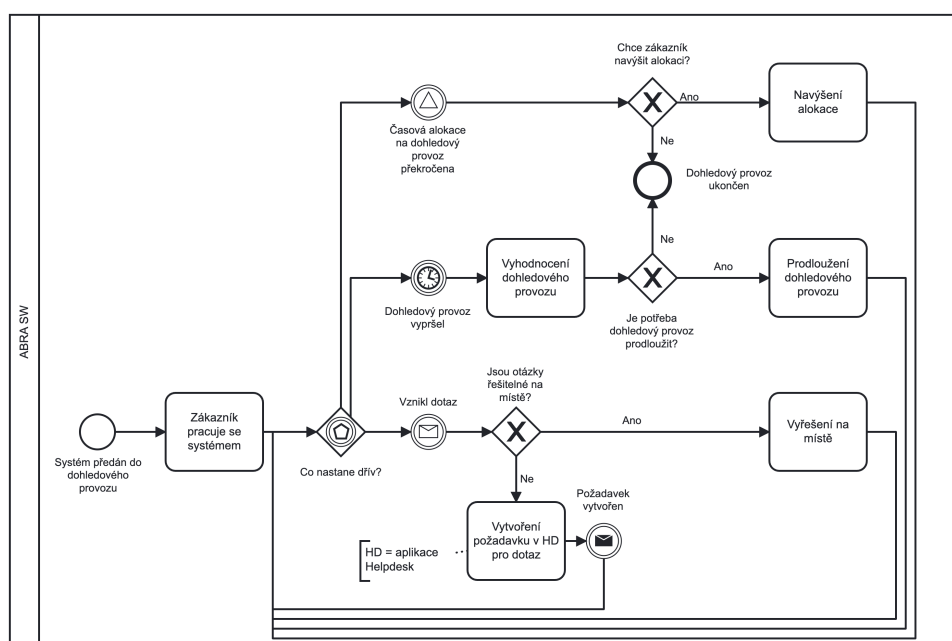 ABRA SW
Chce zákazník
navýšit alokaci?
Časová alokace
na dohledový
provoz
překročena
Ano
Navýšení
alokace
Ne
Dohledový provoz
ukončen
Ne
Dohledový provoz
vypršel
Vyhodnocení
dohledového
provozu
Je potřeba
dohledový provoz
prodloužit?
Ano
Prodloužení
dohledového
provozu
Systém předán do
dohledového
provozu
Zákazník
pracuje se
systémem
Co nastane dřív?
Vznikl dotaz
Jsou otázky
řešitelné na
místě?
Ano
Vyřešení na
místě
Ne
HD = aplikace
Helpdesk
Vytvoření
požadavku v HD
pro dotaz
Požadavek
vytvořen